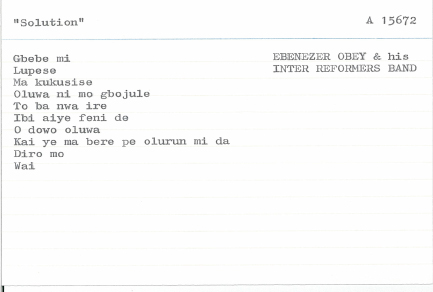 "Solution"
A 15672
Gbebe mi
Lupese
Ma kukusise
Oluwa ni mo gbojule
To ba nwa ire
Ibi aiye feni de
O dowo oluwa
Kai ye ma bere pe olurun mi da
Diro mo
Wai
EBENEZER OBEY & his
INTER REFORMERS BAND